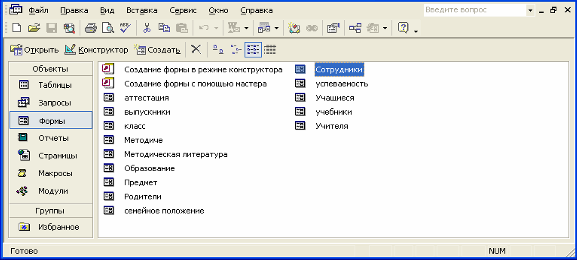 Файл Правка Вид Вставка Сервис Окно Справка Введите вопрос
Открыть Конструктор Создать
Объекты
Таблицы
Запросы
Формы
Отчеты
Страницы
Макросы
Модули
Группы
Избранное
Создание формы в режиме конструктора
Создание формы с помощью мастера
аттестация
выпускники
класс
Методиче
Методическая литература
Образование
Предмет
Родители
семейное положение
Сотрудники
успеваемость
Учащиеся
учебники
Учителя
Готово NUM